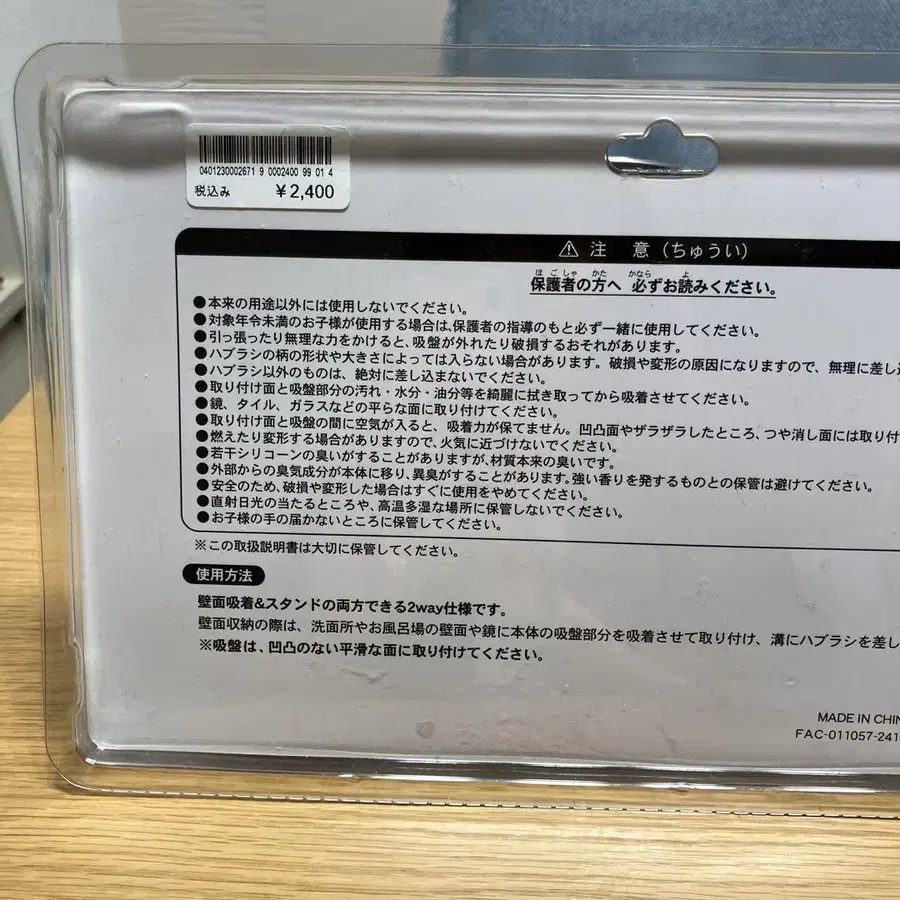 0401230002671 9 0002400 99 01 4
税込み ¥2,400
⚠ 注 意（ちゅうい）
ほごしゃ かた かなら よ
保護者の方へ 必ずお読みください。
●本来の用途以外には使用しないでください。
●対象年令未満のお子様が使用する場合は、保護者の指導のもと必ず一緒に使用してください。
●引っ張ったり無理な力をかけると、吸盤が外れたり破損するおそれがあります。
●ハブラシの柄の形状や大きさによっては入らない場合があります。破損や変形の原因になりますので、無理に差し
●ハブラシ以外のものは、絶対に差し込まないでください。
●取り付け面と吸盤部分の汚れ・水分・油分等を綺麗に拭き取ってから吸着させてください。
●鏡、タイル、ガラスなどの平らな面に取り付けてください。
●取り付け面と吸盤の間に空気が入ると、吸着力が保てません。凹凸面やザラザラしたところ、つや消し面には取り付
●燃えたり変形する場合がありますので、火気に近づけないでください。
●若干シリコーンの臭いがすることがありますが、材質本来の臭いです。
●外部からの臭気成分が本体に移り、異臭がすることがあります。強い香りを発するものとの保管は避けてください。
●安全のため、破損や変形した場合はすぐに使用をやめてください。
●直射日光の当たるところや、高温多湿な場所に保管しないでください。
●お子様の手の届かないところに保管してください。
※この取扱説明書は大切に保管してください。
使用方法
壁面吸着&スタンドの両方できる2way仕様です。
壁面収納の際は、洗面所やお風呂場の壁面や鏡に本体の吸盤部分を吸着させて取り付け、溝にハブラシを差し
※吸盤は、凹凸のない平滑な面に取り付けてください。
MADE IN CHIN
FAC-011057-241